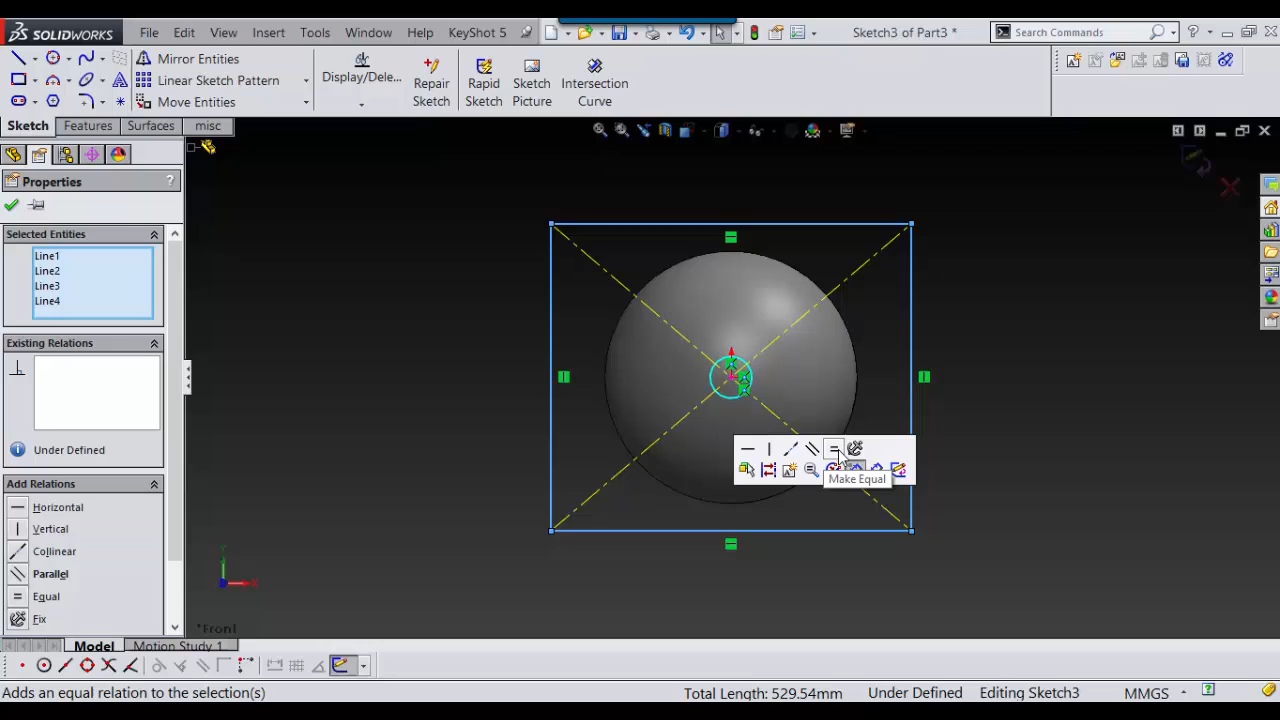 SOLIDWORKS File Edit View Insert Tools Window Help KeyShot 5 Sketch3 of Part3 * Search Commands
Mirror Entities
Linear Sketch Pattern
Move Entities
Display/Dele...
Repair Sketch
Rapid Sketch
Sketch Picture
Intersection Curve
Sketch Features Surfaces misc
Properties ?
Selected Entities
Line1
Line2
Line3
Line4
Existing Relations
Under Defined
Add Relations
Horizontal
Vertical
Collinear
Parallel
Equal
Fix
Make Equal
Y
X
*Front
Model Motion Study 1
Adds an equal relation to the selection(s) Total Length: 529.54mm Under Defined Editing Sketch3 MMGS